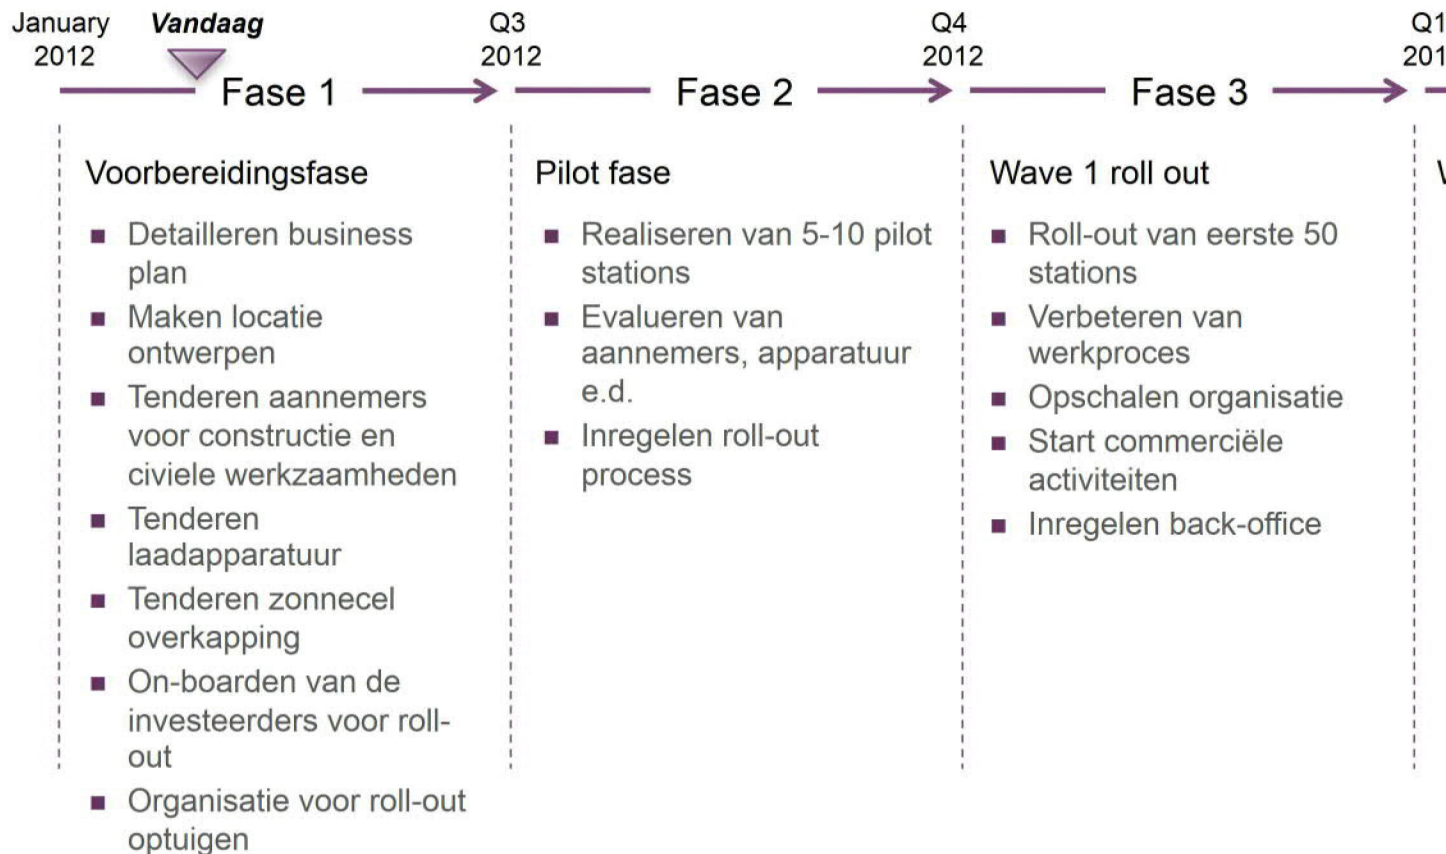 January
2012
Vandaag
Q3
2012
Q4
2012
Q1
201
Fase 1
Fase 2
Fase 3
Voorbereidingsfase
Detailleren business
plan
Maken locatie
ontwerpen
Tenderen aannemers
voor constructie en
civiele werkzaamheden
Tenderen
laadapparatuur
Tenderen zonnecel
overkapping
On-boarden van de
investeerders voor roll-
out
Organisatie voor roll-out
optuigen
Pilot fase
Realiseren van 5-10 pilot
stations
Evalueren van
aannemers, apparatuur
e.d.
Inregelen roll-out
process
Wave 1 roll out
Roll-out van eerste 50
stations
Verbeteren van
werkproces
Opschalen organisatie
Start commerciële
activiteiten
Inregelen back-office